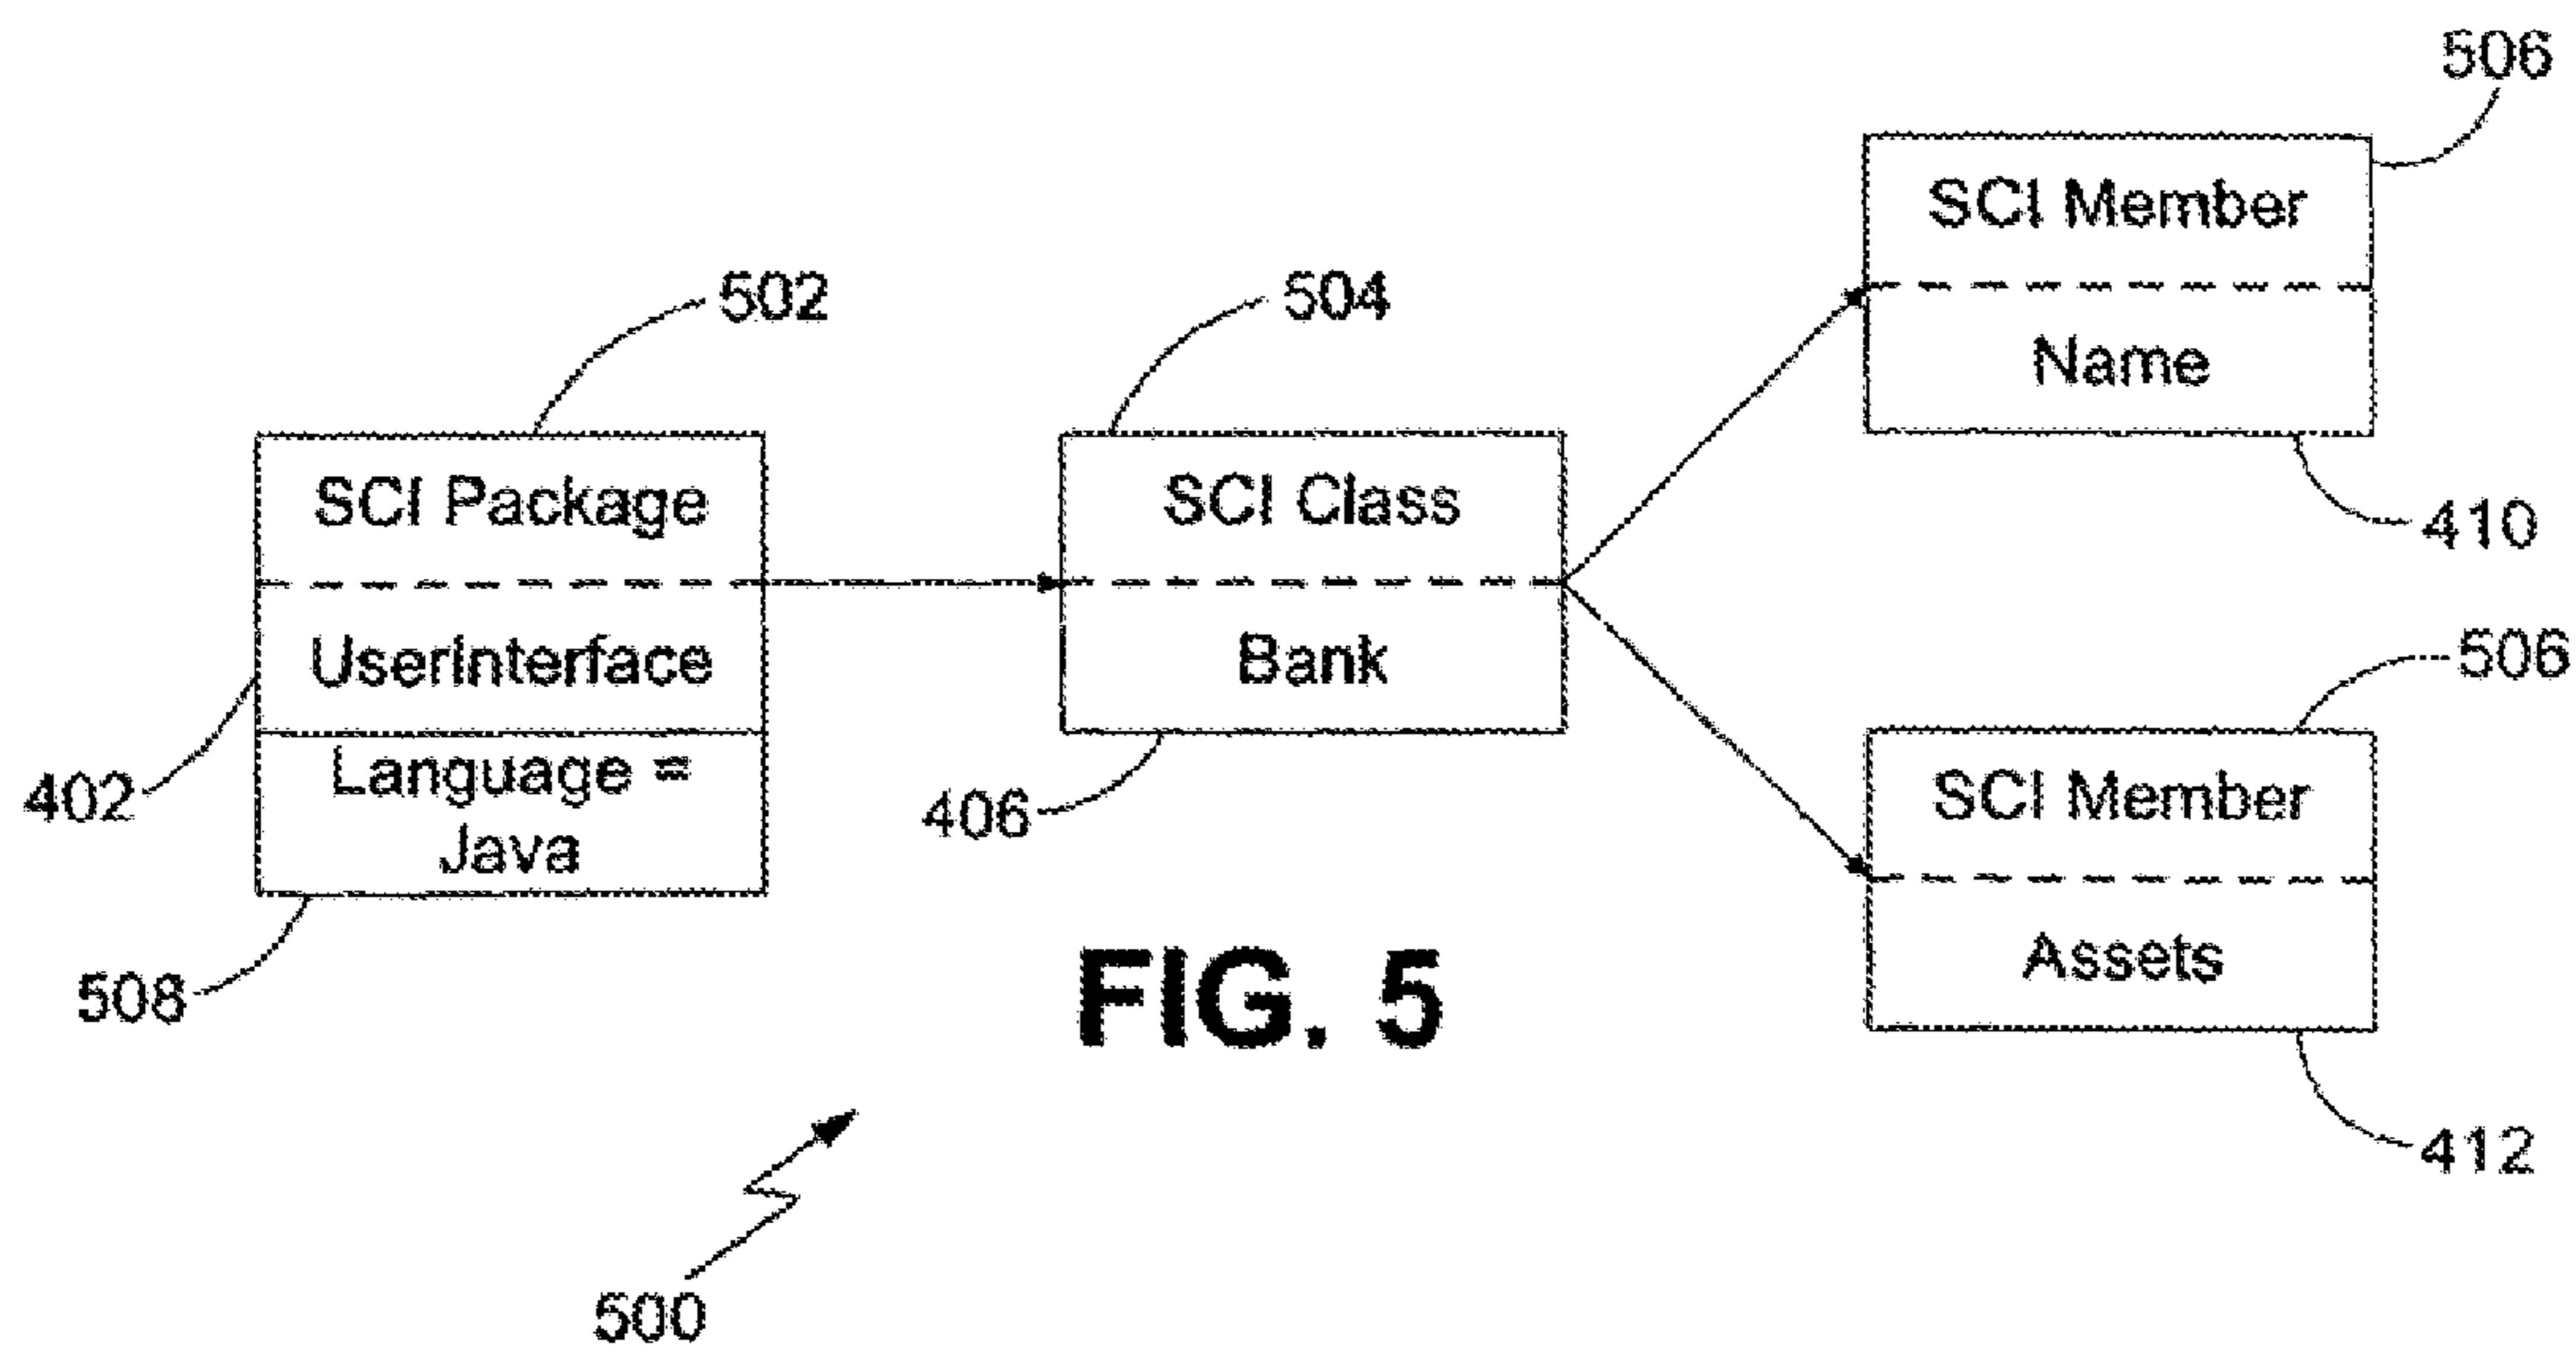 506
SCI Member
502
504
Name
SCI Package
SCI Class
410
UserInterface
Bank
506
Language =
Java
402
406
SCI Member
508
FIG. 5
Assets
412
500